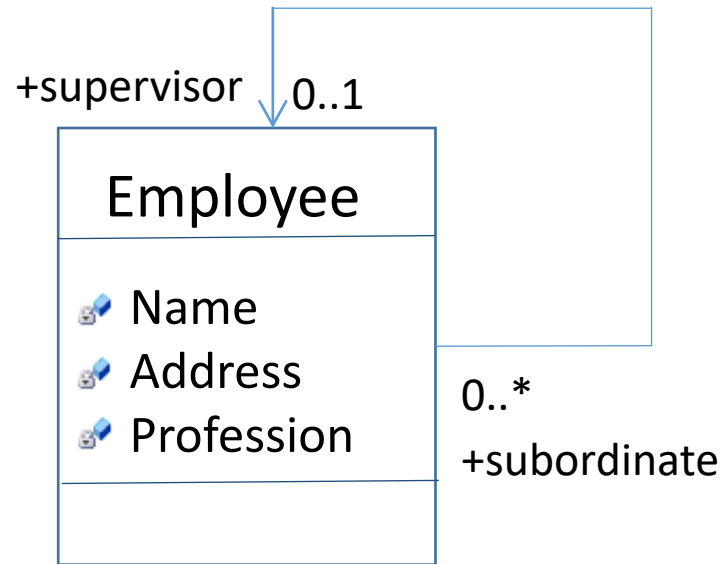 +supervisor 0..1
Employee
Name
Address
Profession
0..*
+subordinate